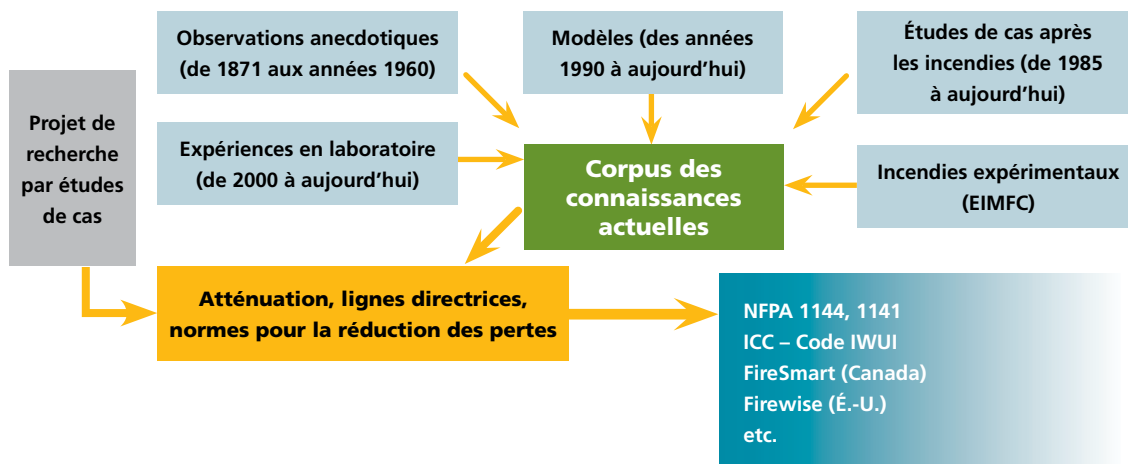 Observations anecdotiques
(de 1871 aux années 1960)
Modèles (des années
1990 à aujourd’hui)
Études de cas après
les incendies (de 1985
à aujourd’hui)
Projet de
recherche
par études
de cas
Expériences en laboratoire
(de 2000 à aujourd’hui)
Corpus des
connaissances
actuelles
Incendies expérimentaux
(EIMFC)
Atténuation, lignes directrices,
normes pour la réduction des pertes
NFPA 1144, 1141
ICC – Code IWUI
FireSmart (Canada)
Firewise (É.-U.)
etc.